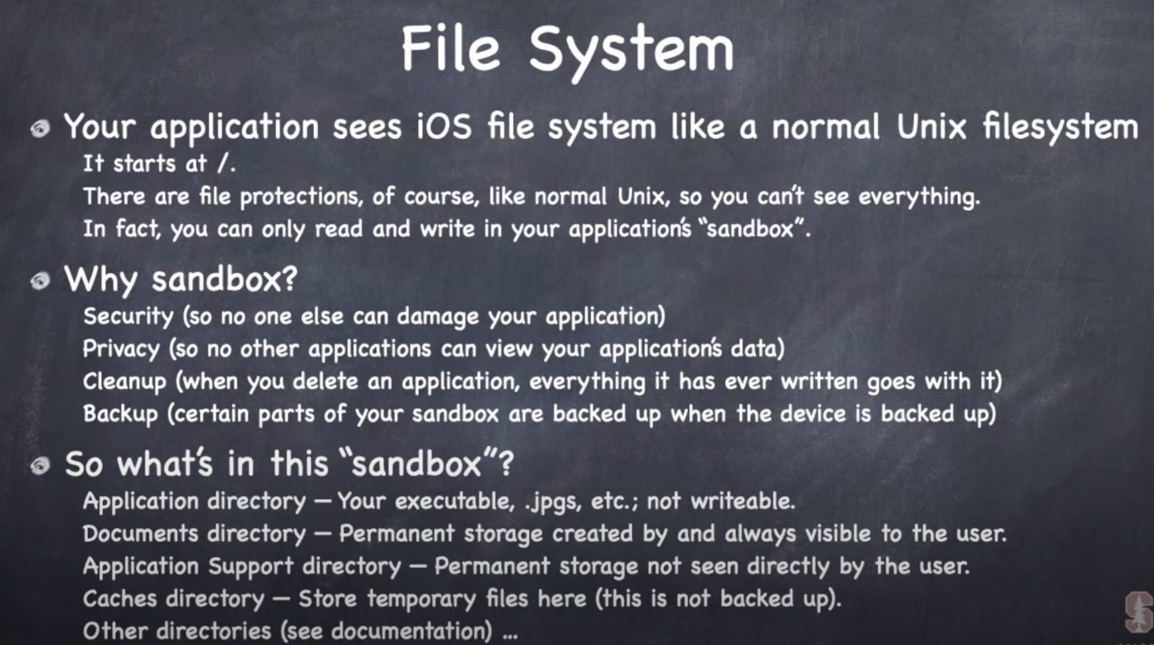 File System
Your application sees iOS file system like a normal Unix filesystem
It starts at /.
There are file protections, of course, like normal Unix, so you can't see everything.
In fact, you can only read and write in your application's “sandbox”.
Why sandbox?
Security (so no one else can damage your application)
Privacy (so no other applications can view your application's data)
Cleanup (when you delete an application, everything it has ever written goes with it)
Backup (certain parts of your sandbox are backed up when the device is backed up)
So what's in this “sandbox”?
Application directory — Your executable, .jpgs, etc.; not writeable.
Documents directory — Permanent storage created by and always visible to the user.
Application Support directory — Permanent storage not seen directly by the user.
Caches directory — Store temporary files here (this is not backed up).
Other directories (see documentation) ...